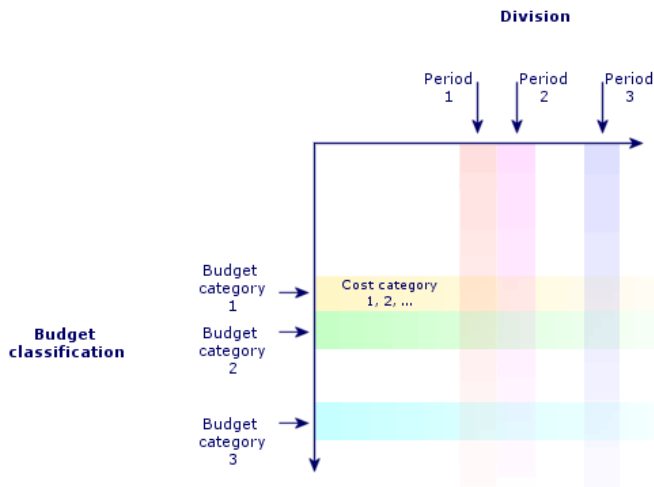 Division
Period
1
Period
2
Period
3
Budget
category
1
Cost category
1, 2, ...
Budget
classification
Budget
category
2
Budget
category
3